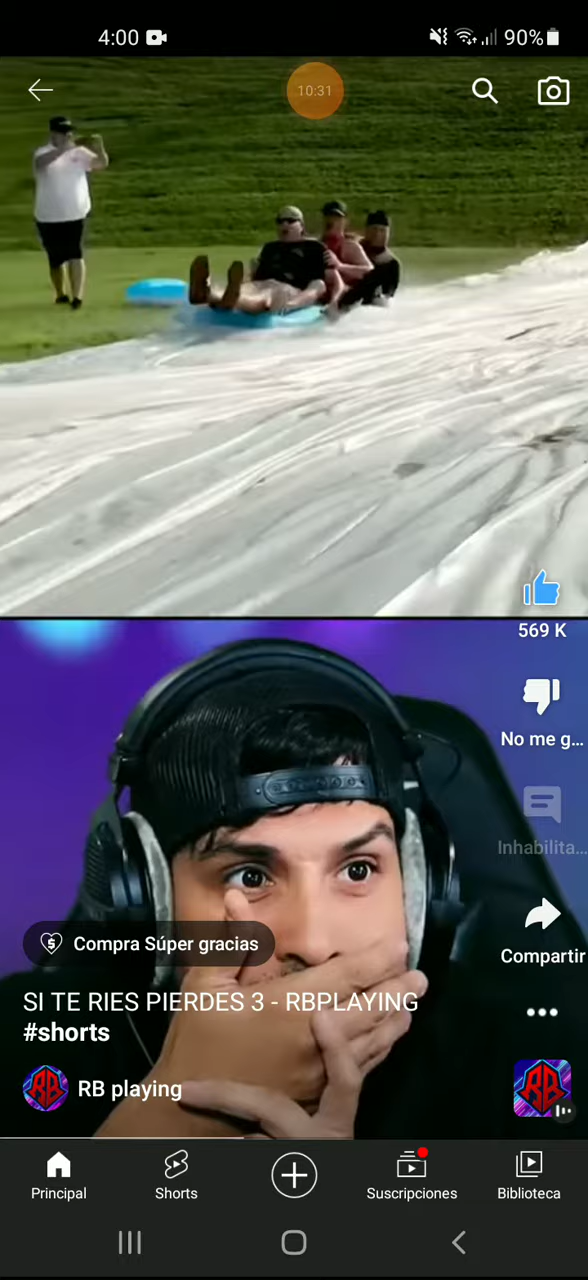 4:00
90%
10:31
569 K
No me g...
Inhabilita...
Compra Súper gracias
Compartir
SI TE RIES PIERDES 3 - RBPLAYING
#shorts
RB playing
RB
Principal
Shorts
Suscripciones
Biblioteca